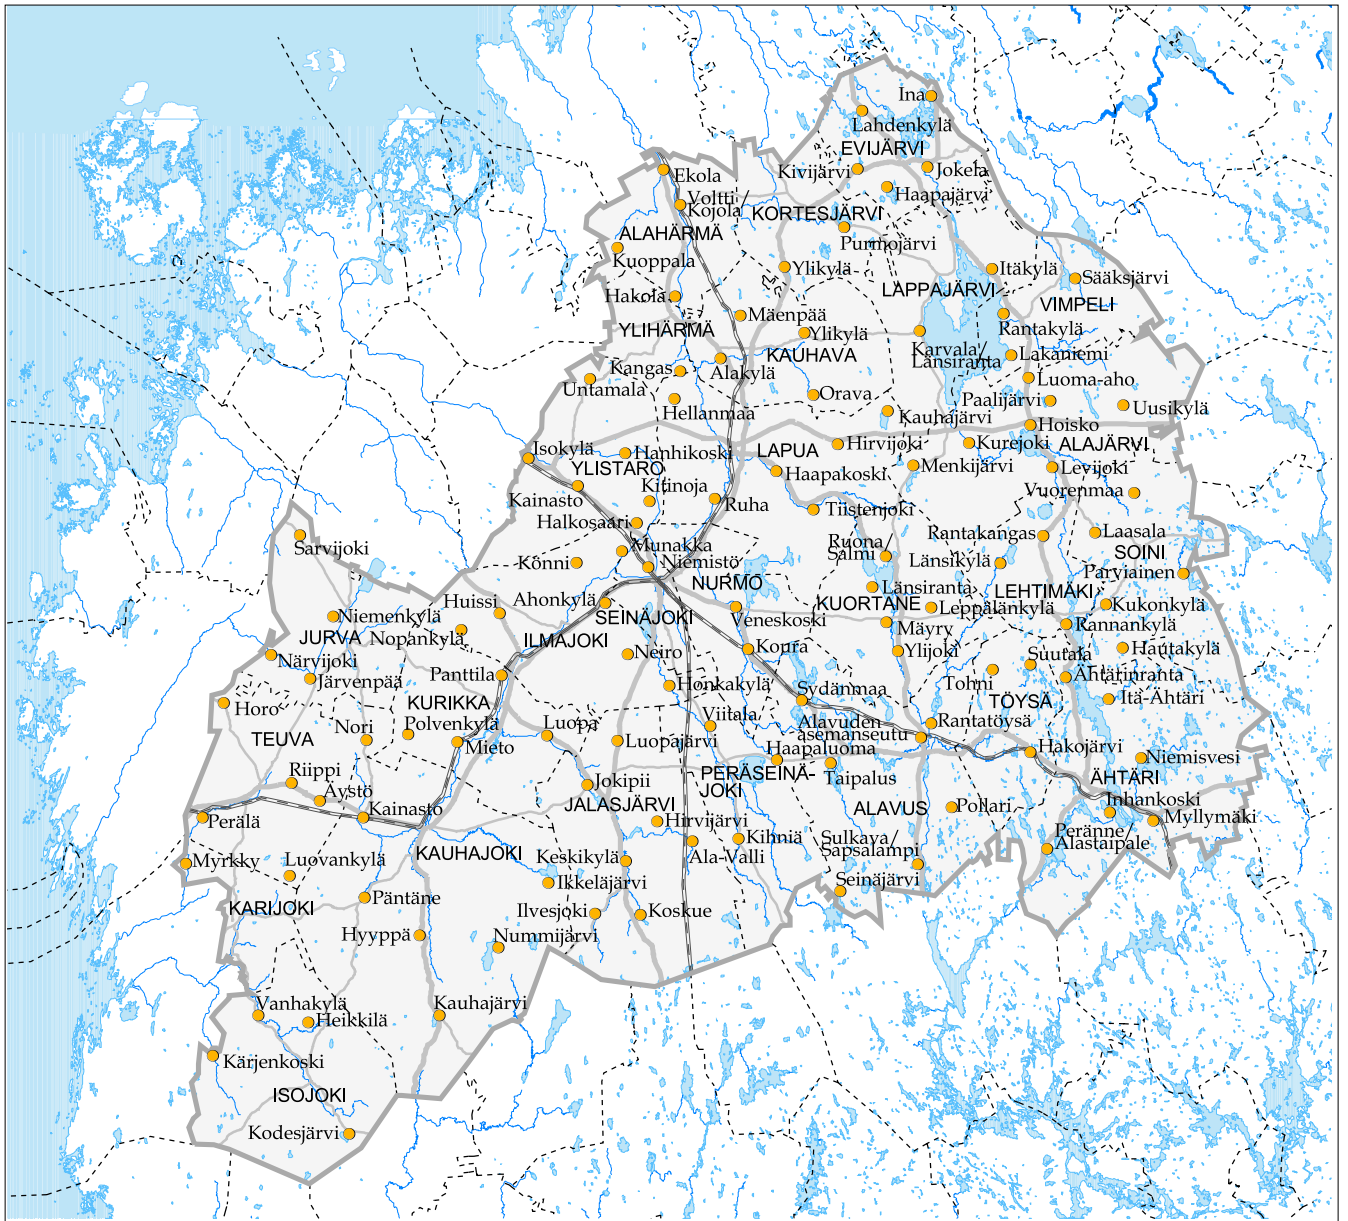 Ina
Lahdenkylä
EVIJÄRVI
Kivijärvi
Jokela
Ekola
Haapajärvi
Voltti/
Kojola
KORTESJÄRVI
ALAHÄRMÄ
Purmojärvi
Kuoppala
Ylikylä
Itäkylä
Sääksjärvi
LAPPAJÄRVI
Hakola
VIMPELI
Mäenpää
Rantakylä
YLIHÄRMÄ
Ylikylä
Karvala/
Länsiranta
KAUHAVA
Lakaniemi
Kangas
Alakylä
Luoma-aho
Untamala
Orava
Paalijärvi
Uusikylä
Hellanmaa
Kauhajärvi
Hoisko
Hirvijoki
Kurejoki
ALAJÄRVI
Isokylä
Hanhikoski
LAPUA
YLISTARO
Haapakoski
Menkijärvi
Levijoki
Kainasto
Kitinoja
Vuorenmaa
Ruha
Tiistenjoki
Halkosaari
Rantakangas
Laasala
Sarvijoki
Munakka
Ruona/
Salmi
SOINI
Könni
Niemistö
Länsikylä
Parviainen
NURMO
Länsiranta
LEHTIMÄKI
Huissi
Ahonkylä
KUORTANE
Leppälänkylä
Kukonkylä
Niemenkylä
SEINÄJOKI
Veneskoski
Mäyry
Rannankylä
JURVA
Nopankylä
ILMAJOKI
Koura
Ylijoki
Hautakylä
Närvijoki
Neiro
Suutala
Järvenpää
Panttila
Honkakylä
Tohni
Ähtärinranta
Sydänmaa
Itä-Ähtäri
Horo
KURIKKA
TÖYSÄ
Nori
Polvenkylä
Luopa
Viitala
Alavuden
asemanseutu
Rantatöysä
TEUVA
Mieto
Luopajärvi
Haapaluoma
Hakojärvi
Niemisvesi
Riippi
Jokipii
PERÄSEINÄ-
JOKI
Taipalus
ÄHTÄRI
Äystö
JALASJÄRVI
ALAVUS
Pollari
Inhankoski
Kainasto
Perälä
Hirvijärvi
Myllymäki
Kihniä
Sulkava/
Sapsalampi
Peränne/
Alastaipale
Myrkky
Luovankylä
KAUHAJOKI
Keskikylä
Ala-Valli
Seinäjärvi
Ikkeläjärvi
KARIJOKI
Päntäne
Ilvesjoki
Koskue
Hyyppä
Nummijärvi
Vanhakylä
Kauhajärvi
Heikkilä
Kärjenkoski
ISOJOKI
Kodesjärvi